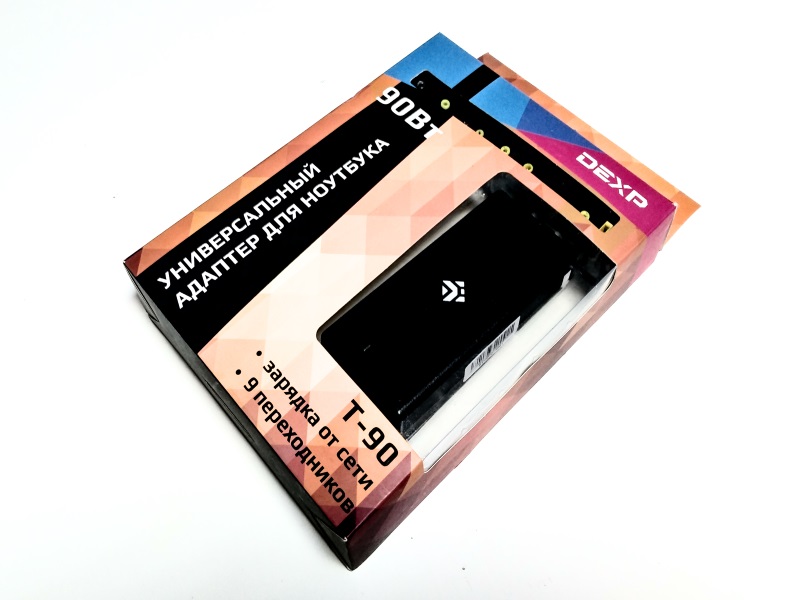 90Вт
DEXP
УНИВЕРСАЛЬНЫЙ
АДАПТЕР ДЛЯ НОУТБУКА
T-90
• зарядка от сети
• 9 переходников